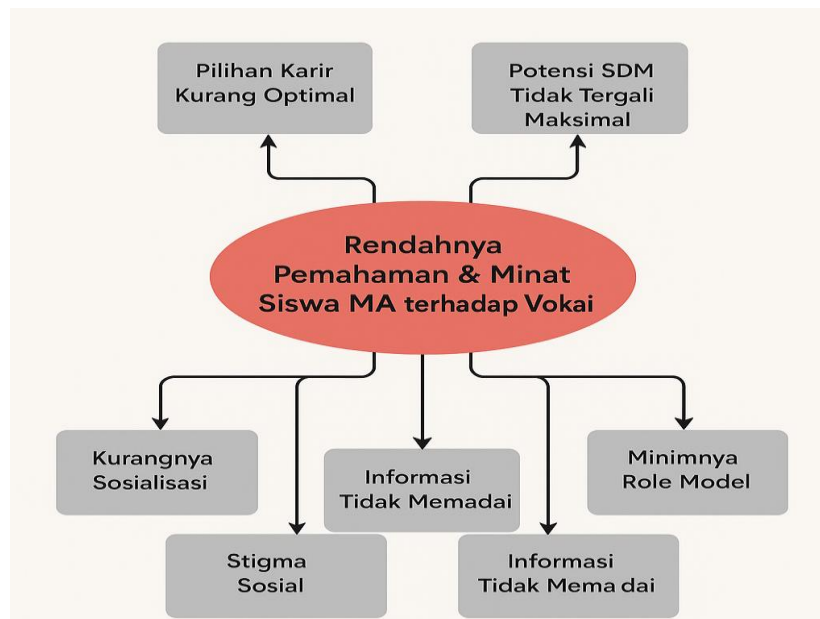 Pilihan Karir
Kurang Optimal
Potensi SDM
Tidak Tergali
Maksimal
Rendahnya
Pemahaman & Minat
Siswa MA terhadap Vokai
Kurangnya
Sosialisasi
Informasi
Tidak Memadai
Minimnya
Role Model
Stigma
Sosial
Informasi
Tidak Mema dai